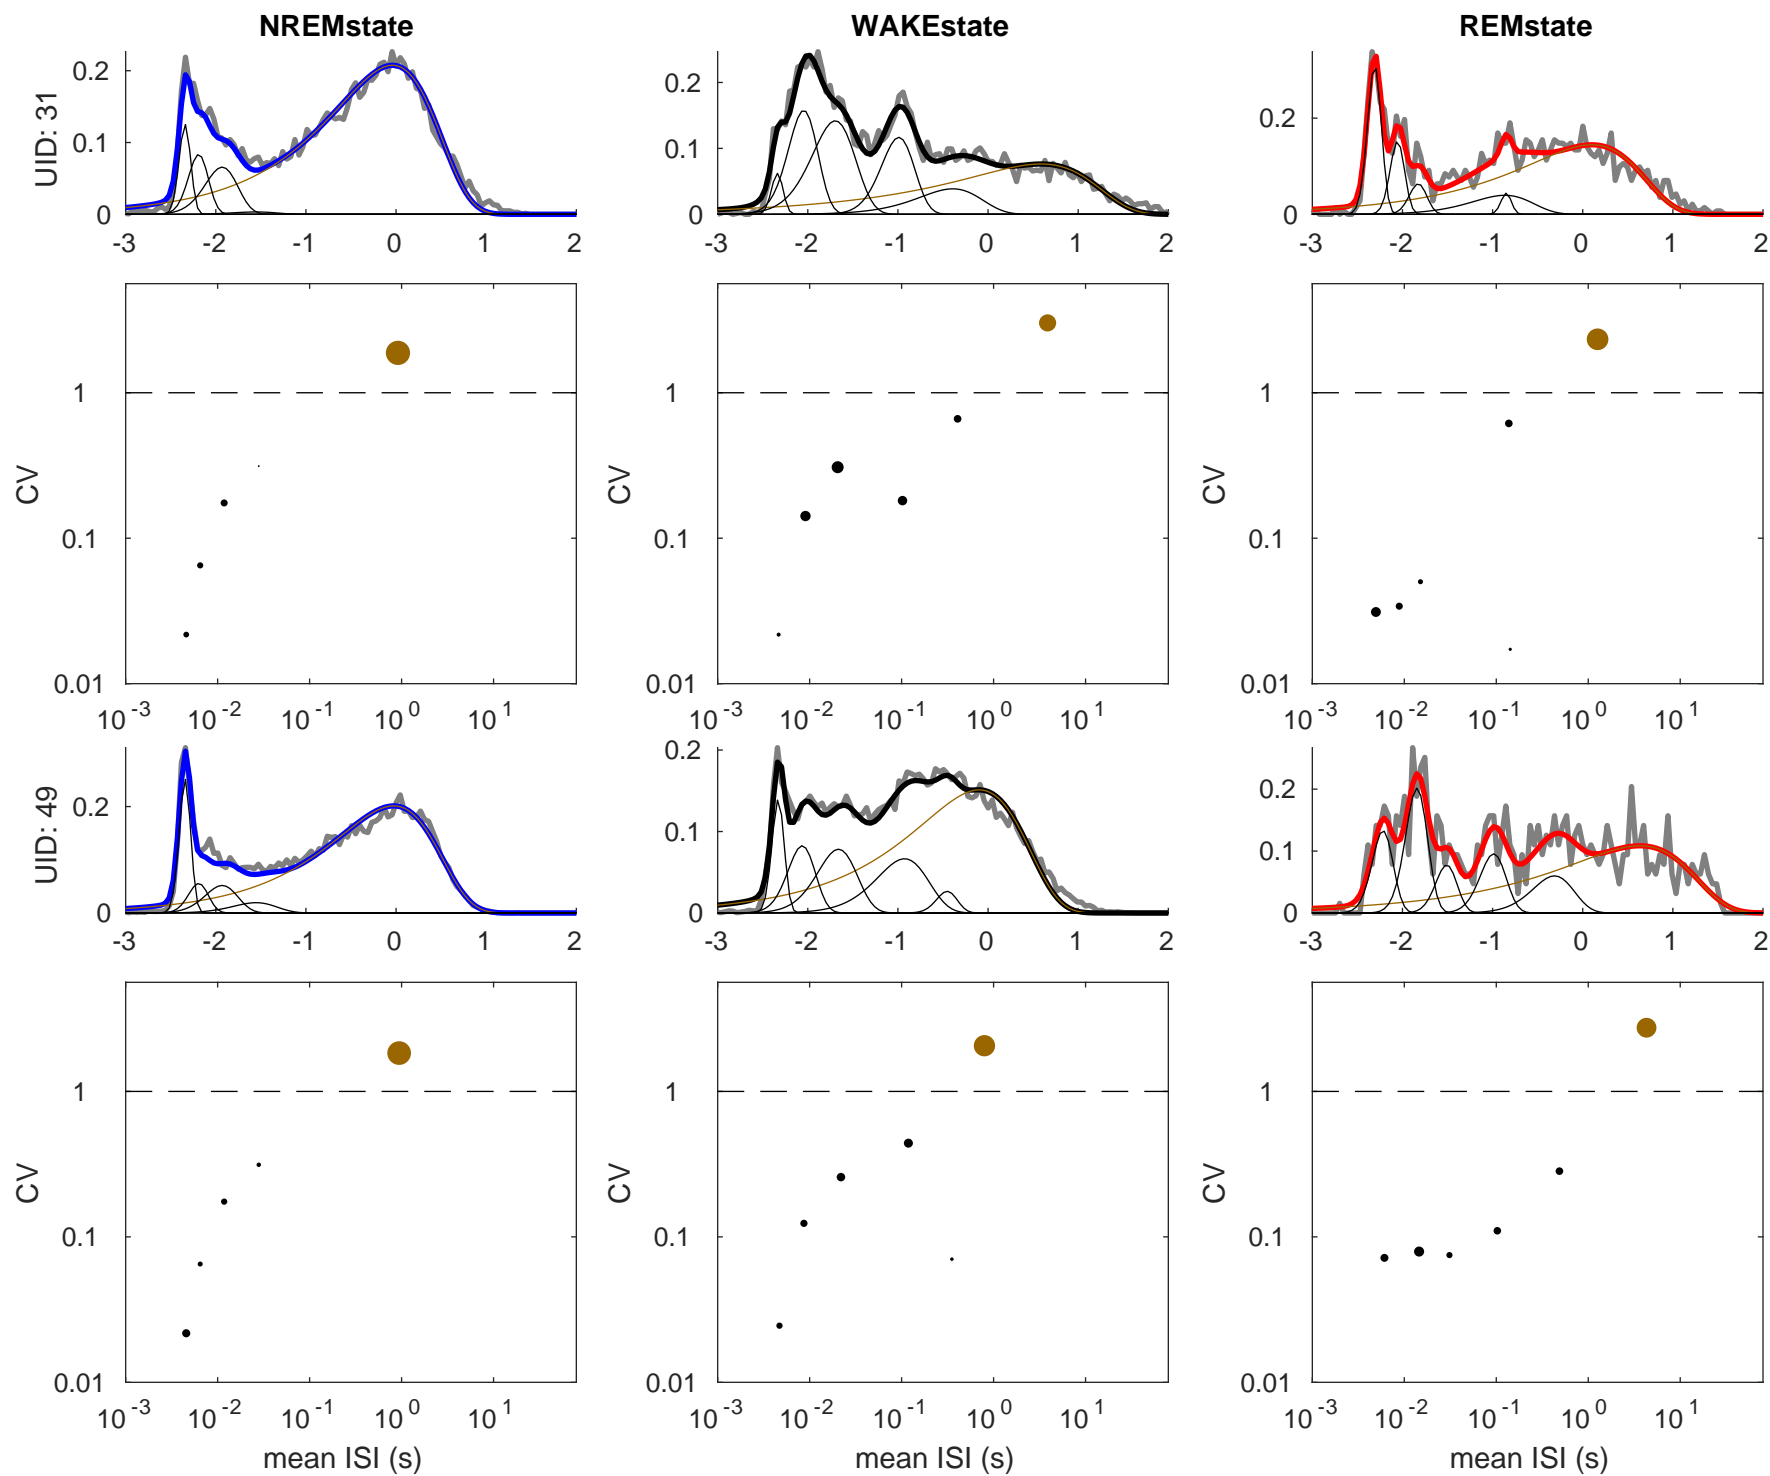 NREMstate WAKEstate REMstate
UID: 31
0.2 0.1 0
-3 -2 -1 0 1 2
0.2 0.1 0
-3 -2 -1 0 1 2
0.2 0
-3 -2 -1 0 1 2
CV 1 0.1 0.01
10^-3 10^-2 10^-1 10^0 10^1
CV 1 0.1 0.01
10^-3 10^-2 10^-1 10^0 10^1
CV 1 0.1 0.01
10^-3 10^-2 10^-1 10^0 10^1
UID: 49
0.2 0
-3 -2 -1 0 1 2
0.2 0.1 0
-3 -2 -1 0 1 2
0.2 0.1 0
-3 -2 -1 0 1 2
CV 1 0.1 0.01
10^-3 10^-2 10^-1 10^0 10^1
mean ISI (s)
CV 1 0.1 0.01
10^-3 10^-2 10^-1 10^0 10^1
mean ISI (s)
CV 1 0.1 0.01
10^-3 10^-2 10^-1 10^0 10^1
mean ISI (s)